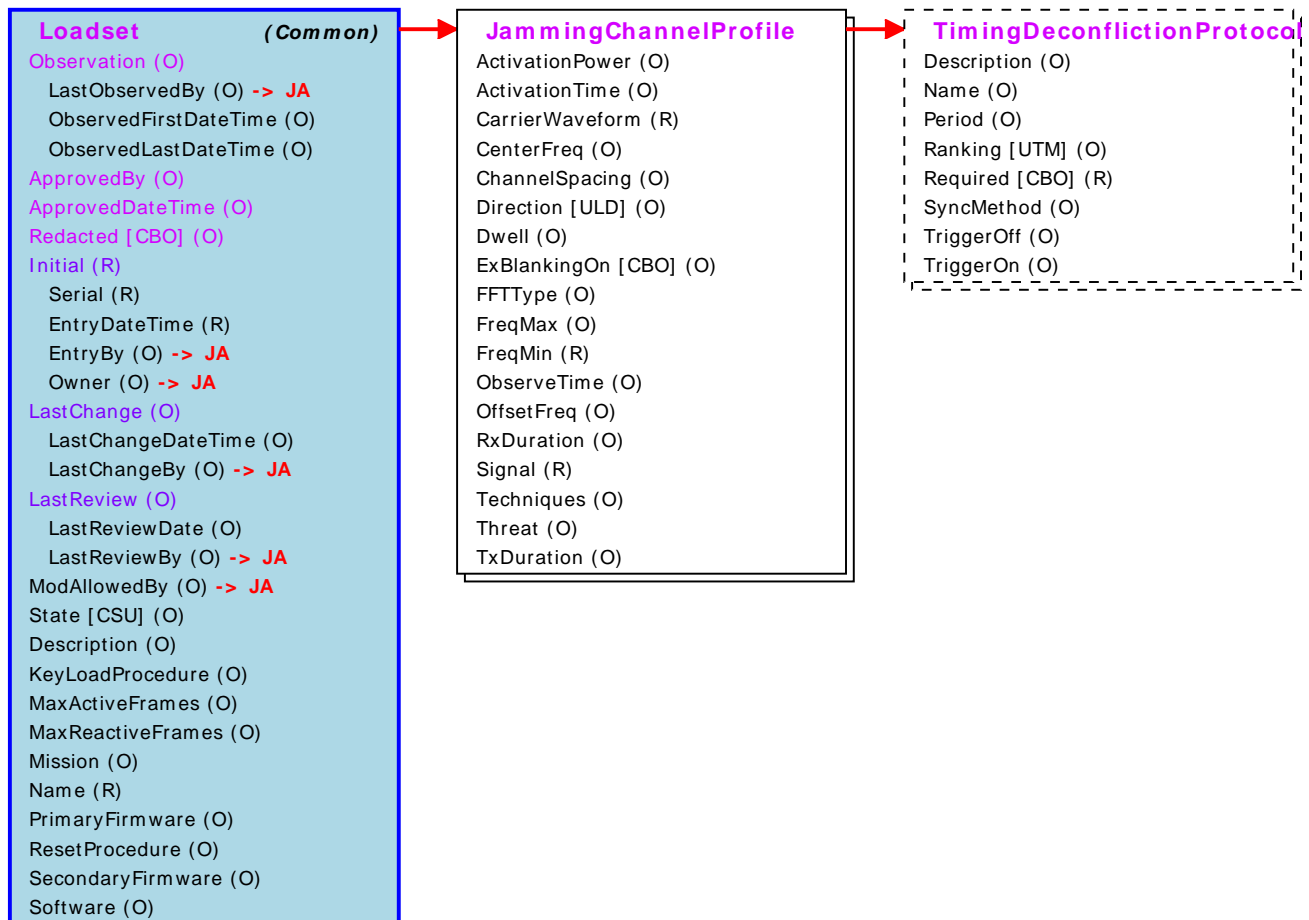 Loadset (Common)
Observation (O)
LastObservedBy (O) -> JA
ObservedFirstDateTime (O)
ObservedLastDateTime (O)
ApprovedBy (O)
ApprovedDateTime (O)
Redacted [CBO] (O)
Initial (R)
Serial (R)
EntryDateTime (R)
EntryBy (O) -> JA
Owner (O) -> JA
LastChange (O)
LastChangeDateTime (O)
LastChangeBy (O) -> JA
LastReview (O)
LastReviewDate (O)
LastReviewBy (O) -> JA
ModAllowedBy (O) -> JA
State [CSU] (O)
Description (O)
KeyLoadProcedure (O)
MaxActiveFrames (O)
MaxReactiveFrames (O)
Mission (O)
Name (R)
PrimaryFirmware (O)
ResetProcedure (O)
SecondaryFirmware (O)
Software (O)
JammingChannelProfile
ActivationPower (O)
ActivationTime (O)
CarrierWaveform (R)
CenterFreq (O)
ChannelSpacing (O)
Direction [ULD] (O)
Dwell (O)
ExBlankingOn [CBO] (O)
FFTType (O)
FreqMax (O)
FreqMin (R)
ObserveTime (O)
OffsetFreq (O)
RxDuration (O)
Signal (R)
Techniques (O)
Threat (O)
TxDuration (O)
TimingDeconflictionProtocol
Description (O)
Name (O)
Period (O)
Ranking [UTM] (O)
Required [CBO] (R)
SyncMethod (O)
TriggerOff (O)
TriggerOn (O)